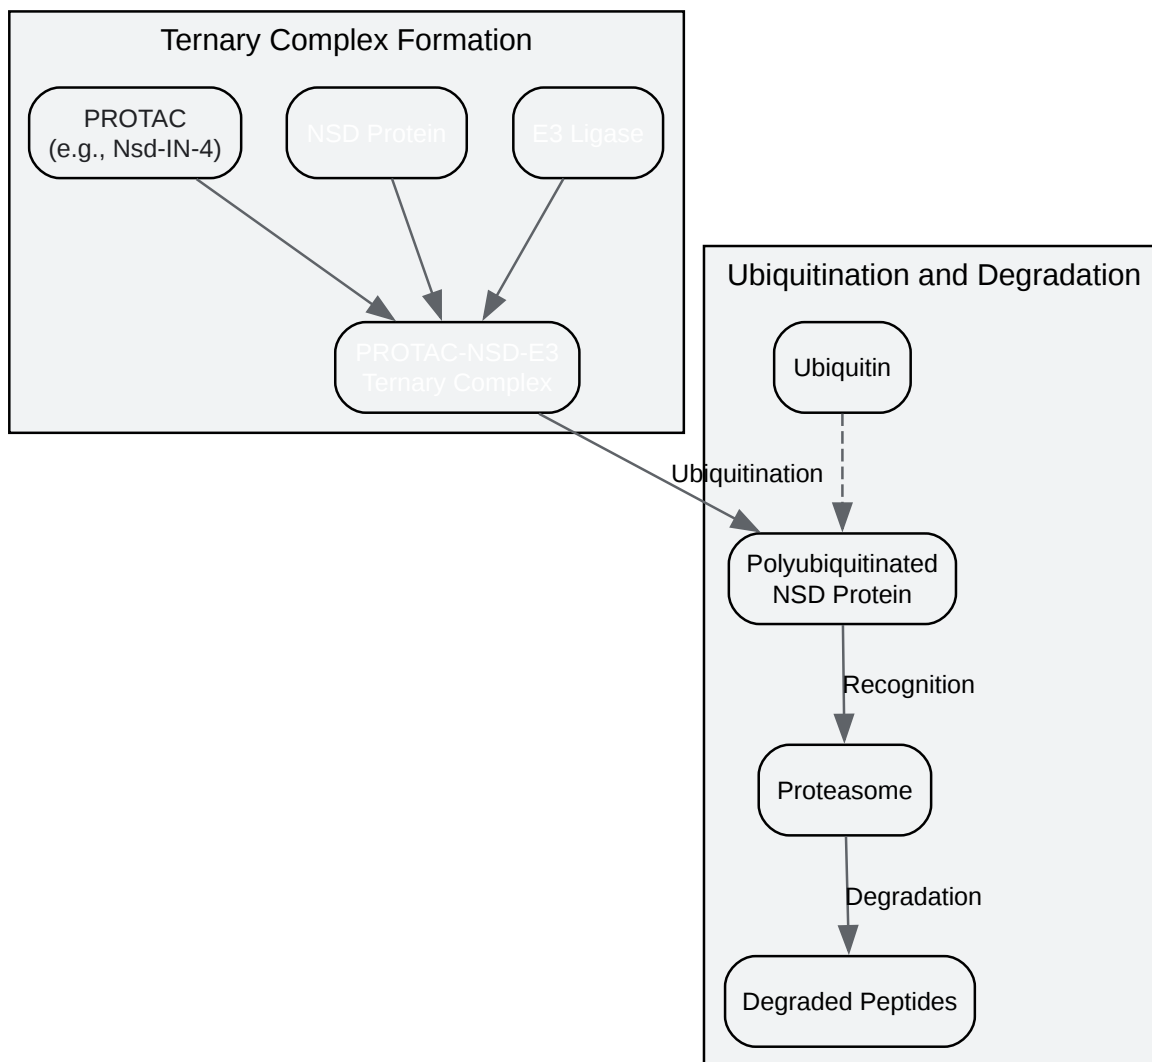 Ternary Complex Formation
PROTAC
(e.g., Nsd-IN-4)
NSD Protein
E3 Ligase
PROTAC-NSD-E3
Ternary Complex
Ubiquitination and Degradation
Ubiquitin
Ubiquitination
Polyubiquitinated
NSD Protein
Recognition
Proteasome
Degradation
Degraded Peptides